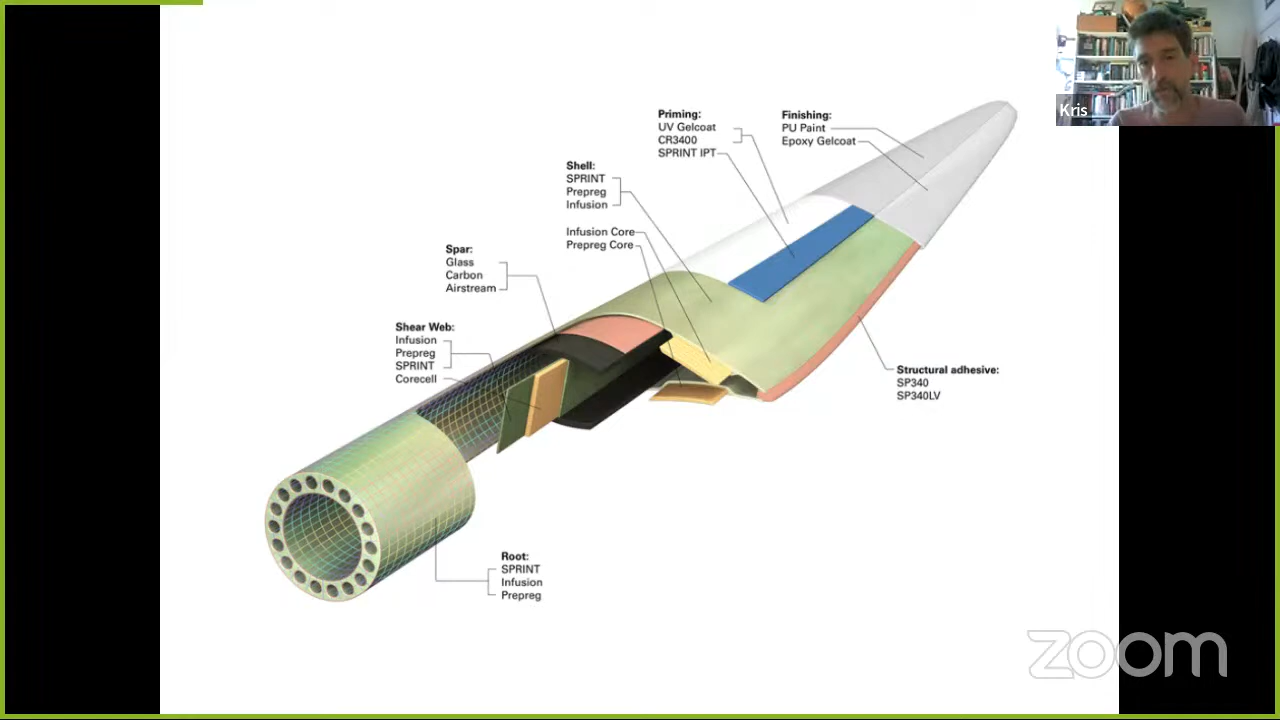 Kris
Priming:
UV Gelcoat
CR3400
SPRINT IPT
Finishing:
PU Paint
Epoxy Gelcoat
Shell:
SPRINT
Prepreg
Infusion
Infusion Core
Prepreg Core
Spar:
Glass
Carbon
Airstream
Shear Web:
Infusion
Prepreg
SPRINT
Corecell
Structural adhesive:
SP340
SP340LV
Root:
SPRINT
Infusion
Prepreg
zoom